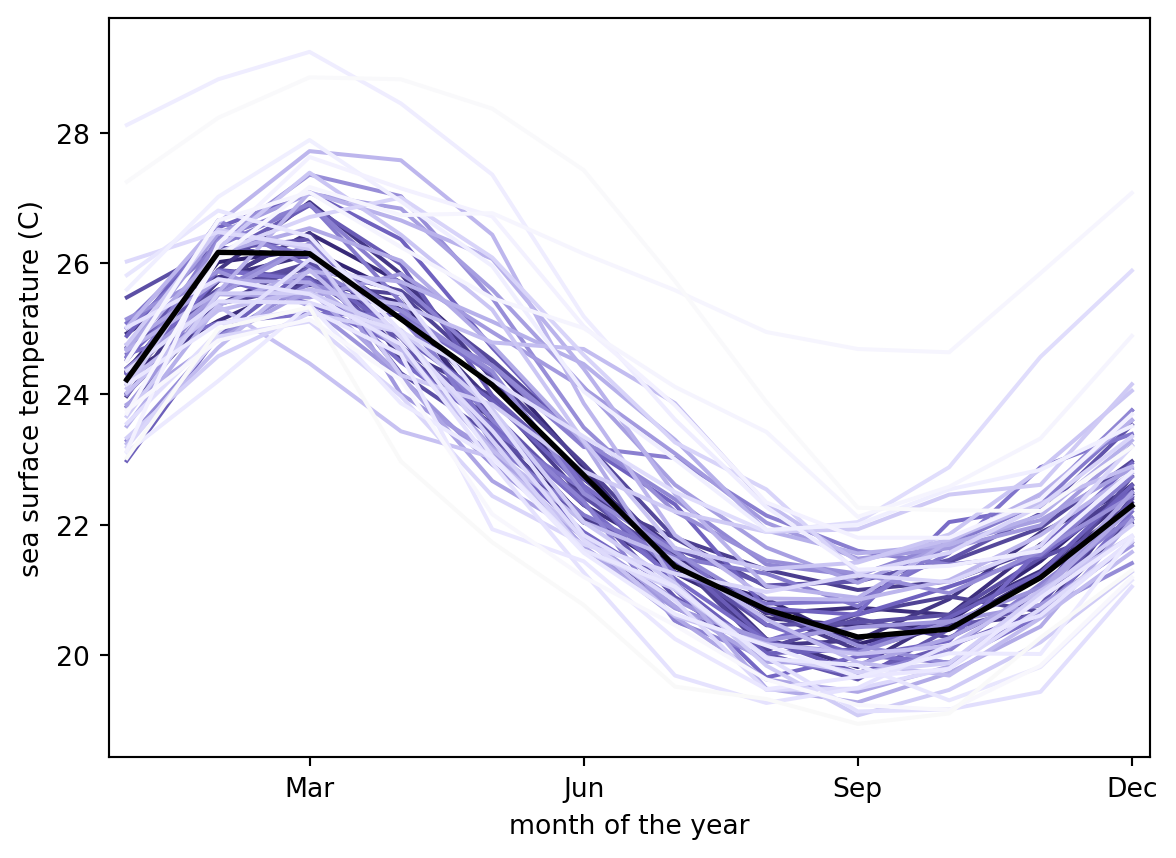 28
26
24
22
20
sea surface temperature (C)
Mar
Jun
Sep
Dec
month of the year